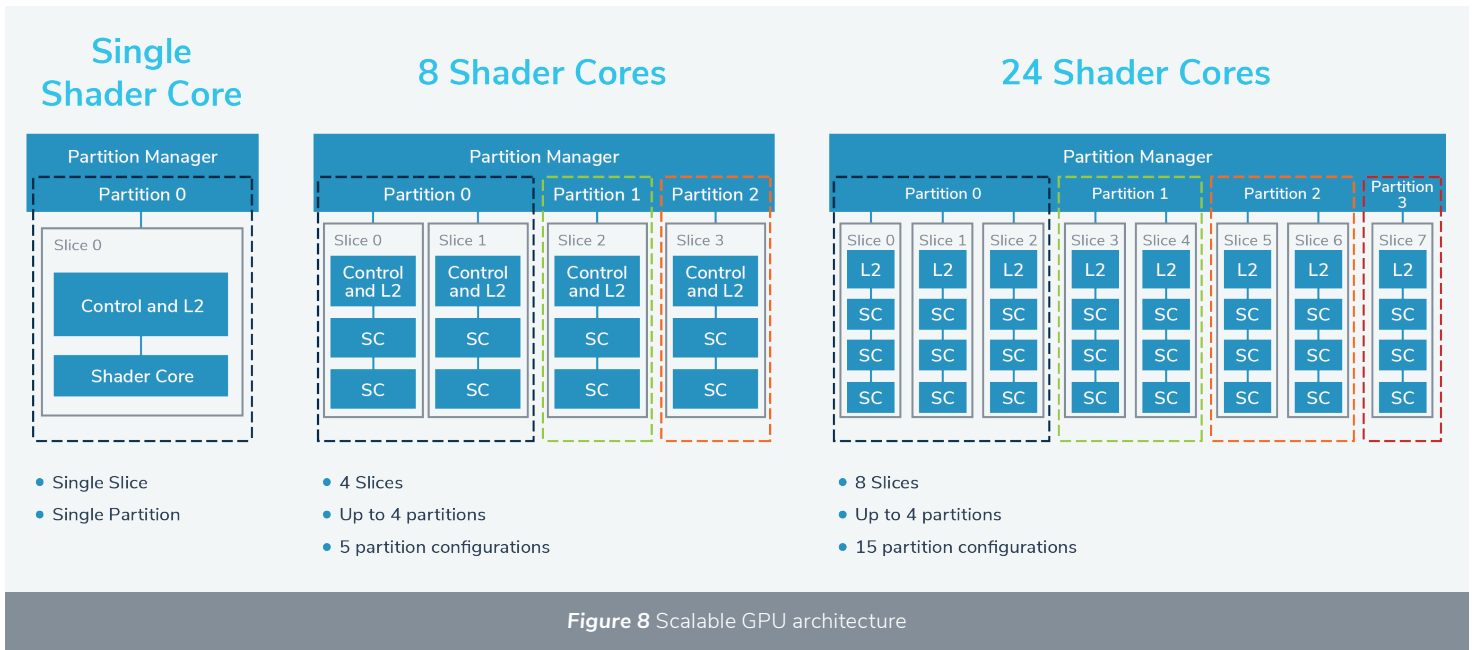 Single
Shader Core
Partition Manager
Partition 0
Slice 0
Control and L2
Shader Core
Single Slice
Single Partition
8 Shader Cores
Partition Manager
Partition 0
Partition 1
Partition 2
Slice 0
Control
and L2
SC
SC
Slice 1
Control
and L2
SC
SC
Slice 2
Control
and L2
SC
SC
Slice 3
Control
and L2
SC
SC
4 Slices
Up to 4 partitions
5 partition configurations
24 Shader Cores
Partition Manager
Partition 0
Partition 1
Partition 2
Partition
3
Slice 0
L2
SC
SC
SC
Slice 1
L2
SC
SC
SC
Slice 2
L2
SC
SC
SC
Slice 3
L2
SC
SC
SC
Slice 4
L2
SC
SC
SC
Slice 5
L2
SC
SC
SC
Slice 6
L2
SC
SC
SC
Slice 7
L2
SC
SC
SC
8 Slices
Up to 4 partitions
15 partition configurations
Figure 8 Scalable GPU architecture